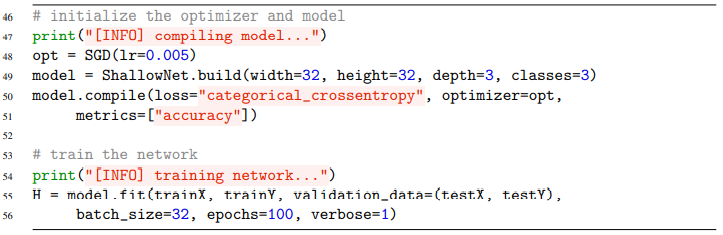 46 # initialize the optimizer and model
47 print("[INFO] compiling model...")
48 opt = SGD(lr=0.005)
49 model = ShallowNet.build(width=32, height=32, depth=3, classes=3)
50 model.compile(loss="categorical_crossentropy", optimizer=opt,
51     metrics=["accuracy"])
52
53 # train the network
54 print("[INFO] training network...")
55 H = model.fit(trainX, trainY, validation_data=(testX, testY),
56     batch_size=32, epochs=100, verbose=1)